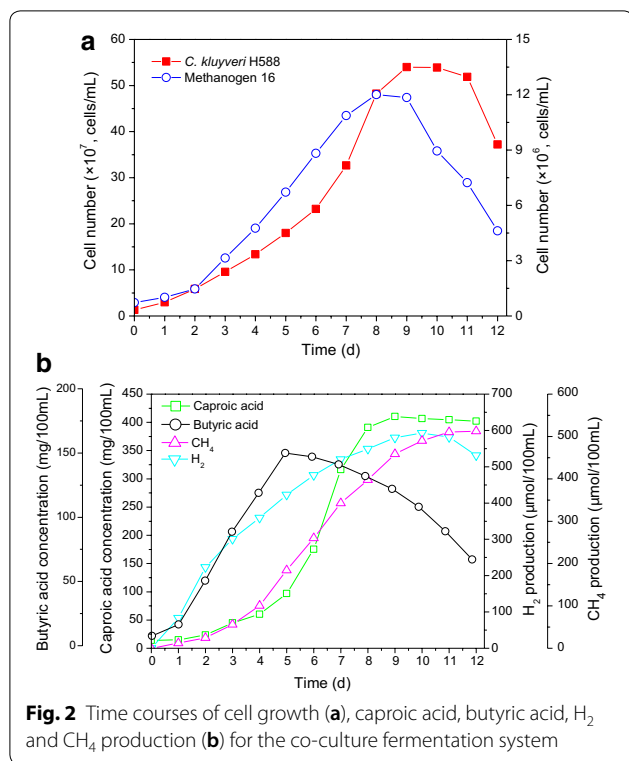 a
C. kluyveri H588
Methanogen 16
Cell number (×10⁷, cells/mL)
60
50
40
30
20
10
0
Cell number (×10⁶, cells/mL)
15
12
9
6
3
0
0 1 2 3 4 5 6 7 8 9 10 11 12
Time (d)
b
Caproic acid
Butyric acid
CH₄
H₂
Butyric acid concentration (mg/100mL)
200
150
100
50
0
Caproic acid concentration (mg/100mL)
450
400
350
300
250
200
150
100
50
0
H₂ production (μmol/100mL)
700
600
500
400
300
200
100
0
CH₄ production (μmol/100mL)
600
500
400
300
200
100
0
0 1 2 3 4 5 6 7 8 9 10 11 12
Time (d)
Fig. 2 Time courses of cell growth (a), caproic acid, butyric acid, H₂
and CH₄ production (b) for the co-culture fermentation system